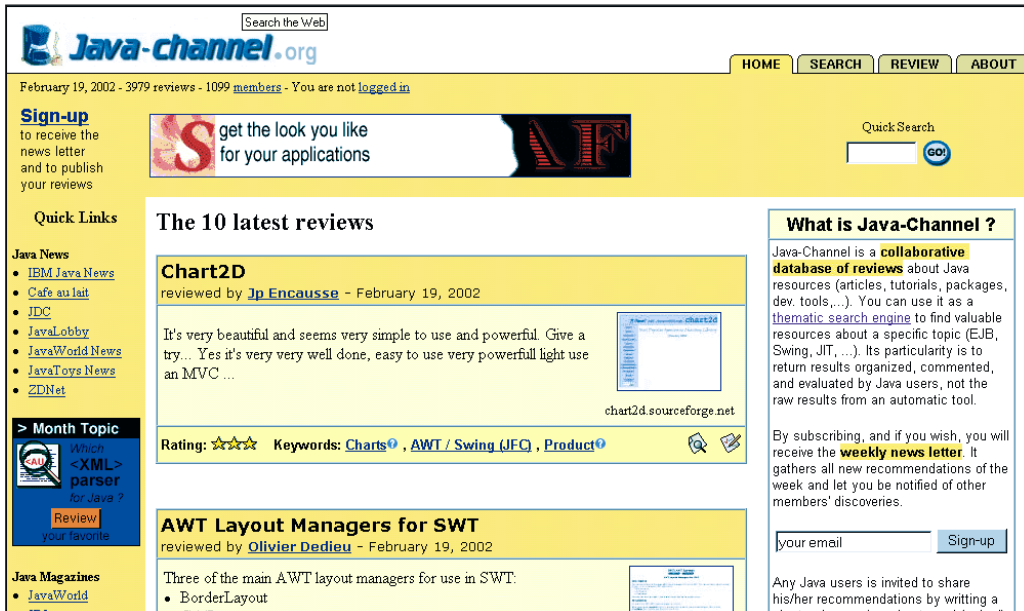 Search the Web
Java-channel.org
HOME SEARCH REVIEW ABOUT
February 19, 2002 - 3979 reviews - 1099 members - You are not logged in
Sign-up
to receive the
news letter
and to publish
your reviews
get the look you like
for your applications
Quick Search
GO!
Quick Links
Java News
IBM Java News
Cafe au lait
JDC
JavaLobby
JavaWorld News
JavaToys News
ZDNet
> Month Topic
Which
<XML>
parser
for Java ?
Review
your favorite
Java Magazines
JavaWorld
The 10 latest reviews
Chart2D
reviewed by Jp Encausse - February 19, 2002
It's very beautiful and seems very simple to use and powerful. Give a
try... Yes it's very very well done, easy to use very powerfull light use
an MVC ...
chart2d
chart2d.sourceforge.net
Rating: Keywords: Charts? , AWT / Swing (JFC) , Product?
AWT Layout Managers for SWT
reviewed by Olivier Dedieu - February 19, 2002
Three of the main AWT layout managers for use in SWT:
BorderLayout
What is Java-Channel ?
Java-Channel is a collaborative
database of reviews about Java
resources (articles, tutorials, packages,
dev. tools,...). You can use it as a
thematic search engine to find valuable
resources about a specific topic (EJB,
Swing, JIT, ...). Its particularity is to
return results organized, commented,
and evaluated by Java users, not the
raw results from an automatic tool.
By subscribing, and if you wish, you will
receive the weekly news letter. It
gathers all new recommendations of the
week and let you be notified of other
members' discoveries.
your email
Sign-up
Any Java users is invited to share
his/her recommendations by writting a